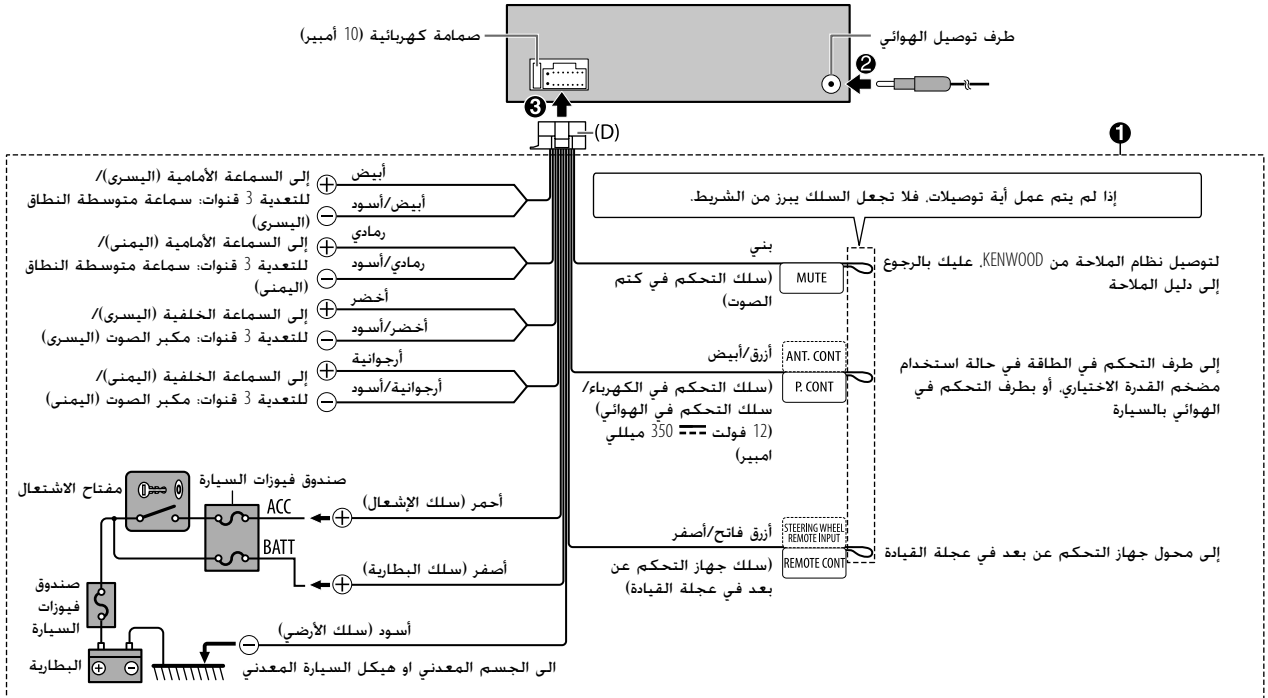 صمامة كهربائية (10 أمبير)
طرف توصيل الهوائي
❷
❸
(D)
❶
أبيض
إلى السماعة الأمامية (اليسرى)/
للتعدية 3 قنوات: سماعة متوسطة النطاق
(اليسرى)
أبيض/أسود
رمادي
إلى السماعة الأمامية (اليمنى)/
للتعدية 3 قنوات: سماعة متوسطة النطاق
(اليمنى)
رمادي/أسود
أخضر
إلى السماعة الخلفية (اليسرى)/
للتعدية 3 قنوات: مكبر الصوت (اليسرى)
أخضر/أسود
أرجوانية
إلى السماعة الخلفية (اليمنى)/
للتعدية 3 قنوات: مكبر الصوت (اليمنى)
أرجوانية/أسود
إذا لم يتم عمل أية توصيلات، فلا تجعل السلك يبرز من الشريط.
بني
(سلك التحكم في كتم
الصوت)
MUTE
لتوصيل نظام الملاحة من KENWOOD، عليك بالرجوع
إلى دليل الملاحة
أزرق/أبيض
(سلك التحكم في الكهرباء/
سلك التحكم في الهوائي)
(12 فولت ⎓ 350 ميللي
امبير)
ANT. CONT
P. CONT
إلى طرف التحكم في الطاقة في حالة استخدام
مضخم القدرة الاختياري، أو بطرف التحكم في
الهوائي بالسيارة
أزرق فاتح/أصفر
(سلك جهاز التحكم عن
بعد في عجلة القيادة)
STEERING WHEEL
REMOTE INPUT
REMOTE CONT
إلى محول جهاز التحكم عن بعد في عجلة القيادة
مفتاح الاشتعال
صندوق فيوزات السيارة
ACC
BATT
أحمر (سلك الإشعال)
أصفر (سلك البطارية)
صندوق
فيوزات
السيارة
البطارية
أسود (سلك الأرضي)
الى الجسم المعدني او هيكل السيارة المعدني